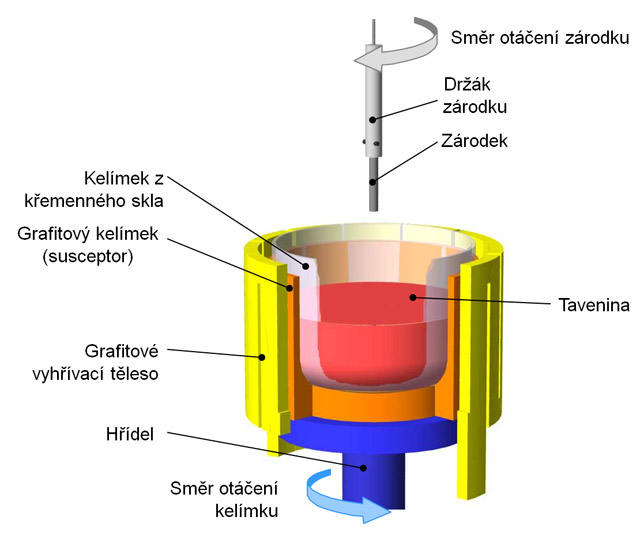 Směr otáčení zárodku
Držák
zárodku
Zárodek
Kelímek z
křemenného skla
Grafitový kelímek
(susceptor)
Tavenina
Grafitové
vyhřívací těleso
Hřídel
Směr otáčení
kelímku